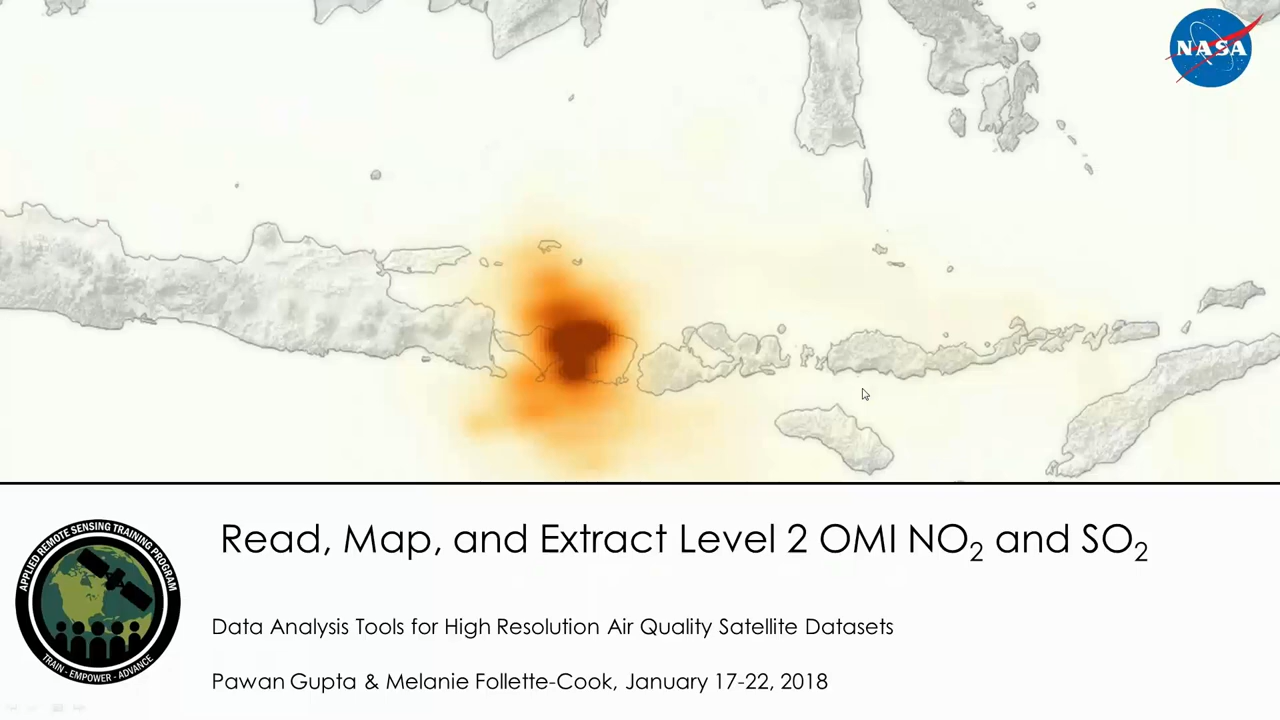 NASA
Read, Map, and Extract Level 2 OMI NO₂ and SO₂
APPLIED REMOTE SENSING TRAINING PROGRAM
TRAIN - EMPOWER - ADVANCE
Data Analysis Tools for High Resolution Air Quality Satellite Datasets
Pawan Gupta & Melanie Follette-Cook, January 17-22, 2018